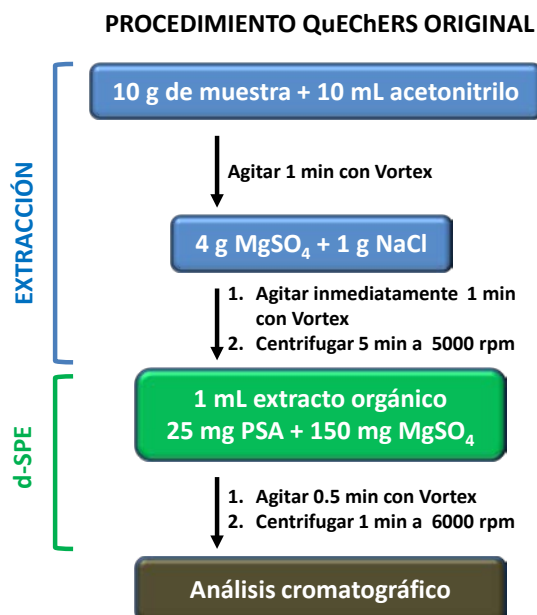 PROCEDIMIENTO QuEChERS ORIGINAL
EXTRACCIÓN
10 g de muestra + 10 mL acetonitrilo
Agitar 1 min con Vortex
4 g MgSO₄ + 1 g NaCl
1. Agitar inmediatamente 1 min
con Vortex
2. Centrifugar 5 min a 5000 rpm
d-SPE
1 mL extracto orgánico
25 mg PSA + 150 mg MgSO₄
1. Agitar 0.5 min con Vortex
2. Centrifugar 1 min a 6000 rpm
Análisis cromatográfico